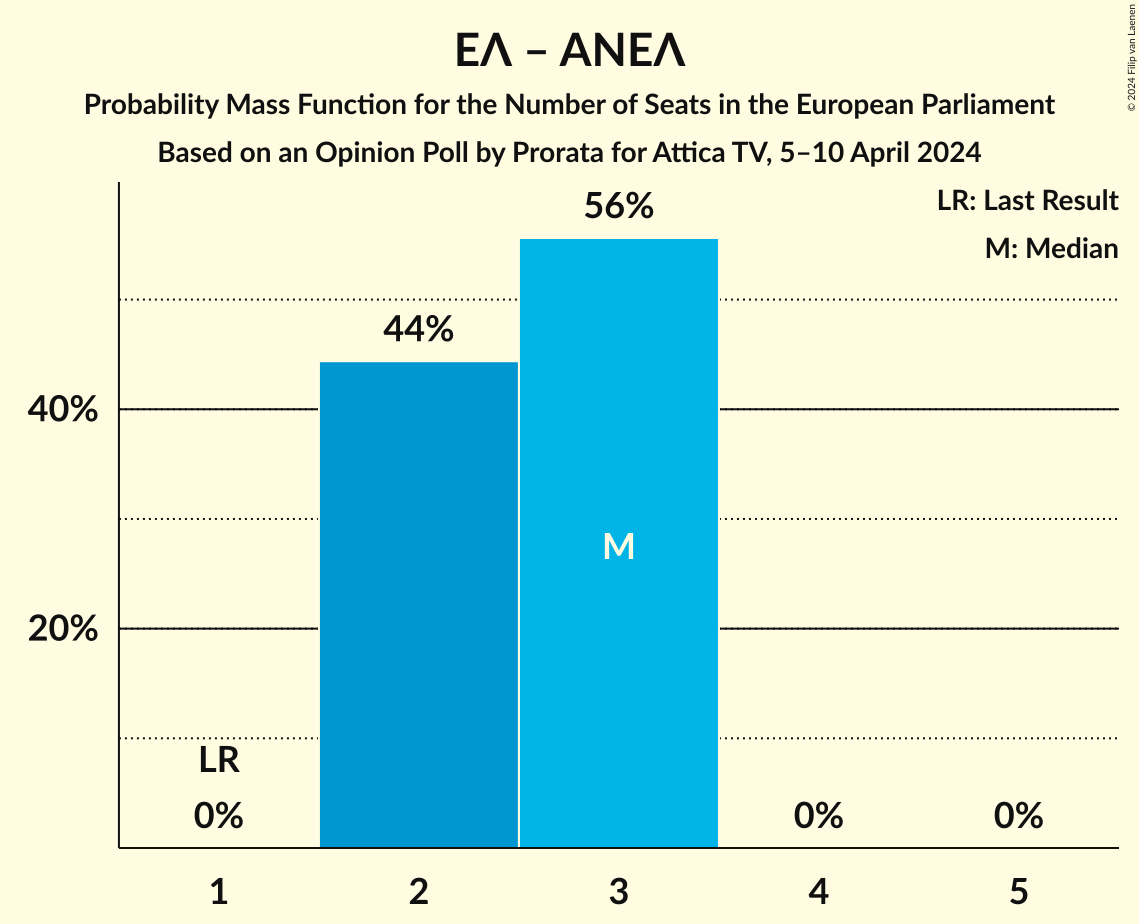 ΕΛ – ΑΝΕΛ
Probability Mass Function for the Number of Seats in the European Parliament
Based on an Opinion Poll by Prorata for Attica TV, 5–10 April 2024
© 2024 Filip van Laenen
LR: Last Result
M: Median
56%
44%
40%
M
20%
LR
0%
0%
0%
1
2
3
4
5